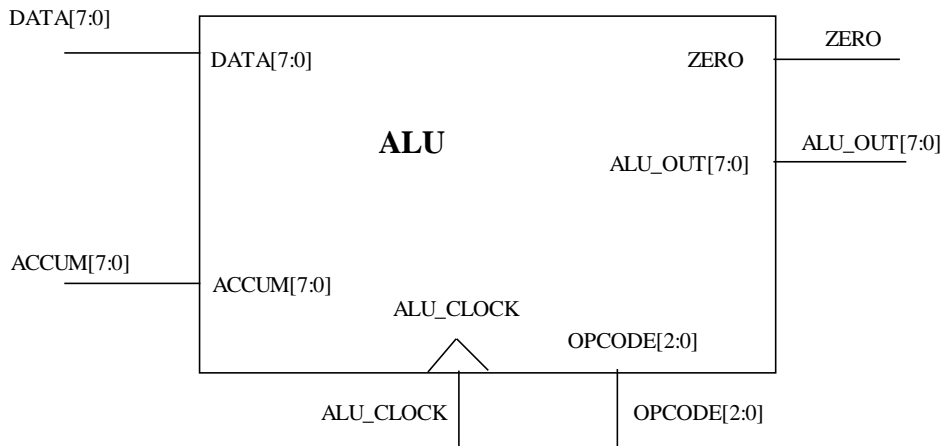 DATA[7:0]
ZERO
DATA[7:0]
ZERO
ALU
ALU_OUT[7:0]
ALU_OUT[7:0]
ACCUM[7:0]
ACCUM[7:0]
ALU_CLOCK
OPCODE[2:0]
ALU_CLOCK
OPCODE[2:0]